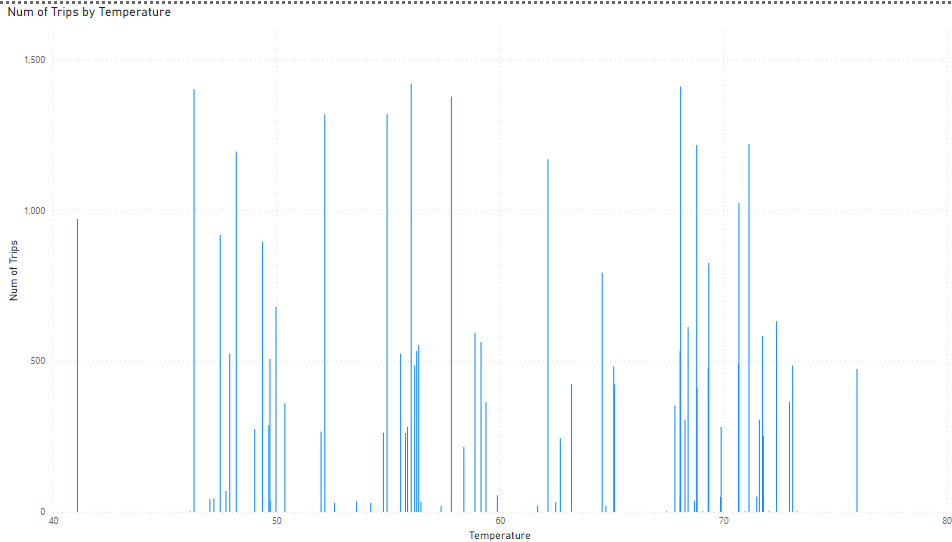 Num of Trips by Temperature
1,500
1,000
500
0
Num of Trips
40 50 60 70 80
Temperature